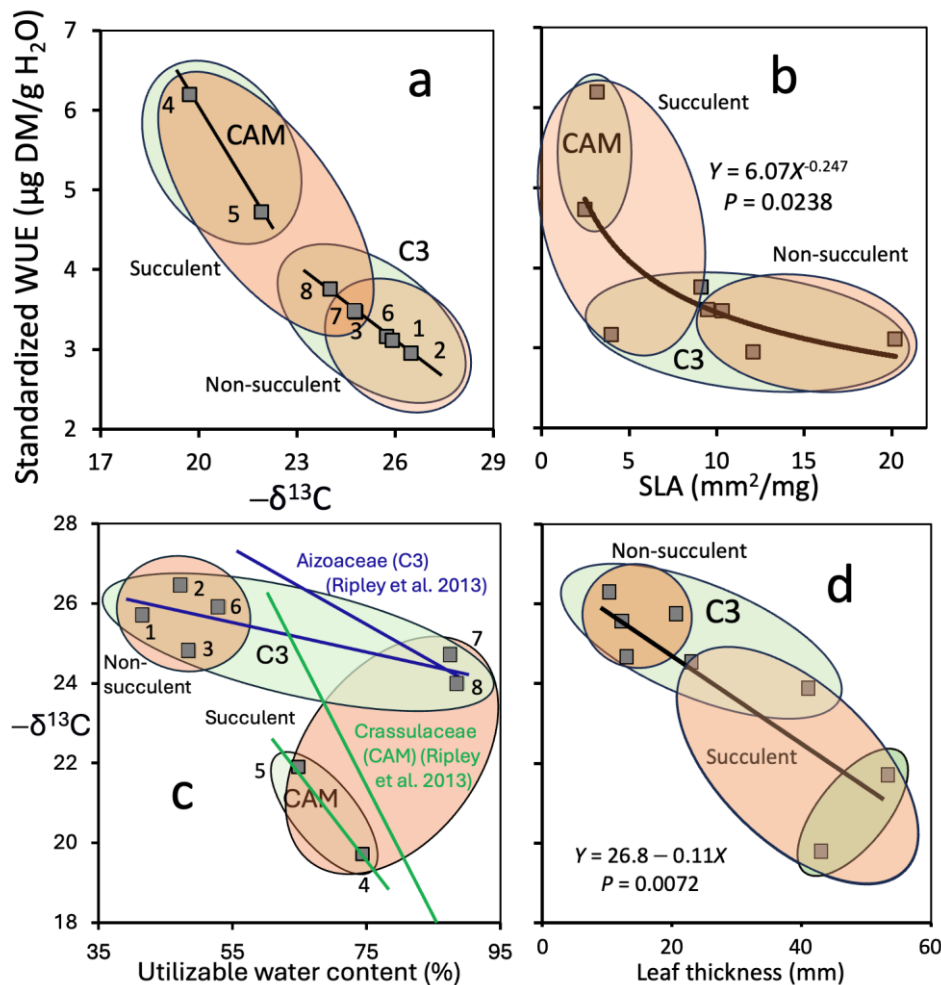 Standardized WUE (µg DM/g H₂O)
7
6
5
4
3
2
a
4
CAM
5
Succulent
C3
8
7
3
6
1
2
Non-succulent
17
20
23
26
29
–δ¹³C
b
Succulent
CAM
Y = 6.07X⁻⁰·²⁴⁷
P = 0.0238
Non-succulent
C3
0
5
10
15
20
SLA (mm²/mg)
28
26
24
22
20
18
–δ¹³C
Aizoaceae (C3)
(Ripley et al. 2013)
2
1
6
3
C3
7
8
Non-
succulent
Succulent
Crassulaceae
(CAM) (Ripley
et al. 2013)
5
c
CAM
4
35
55
75
95
Utilizable water content (%)
Non-succulent
d
C3
Succulent
Y = 26.8 – 0.11X
P = 0.0072
0
20
40
60
Leaf thickness (mm)